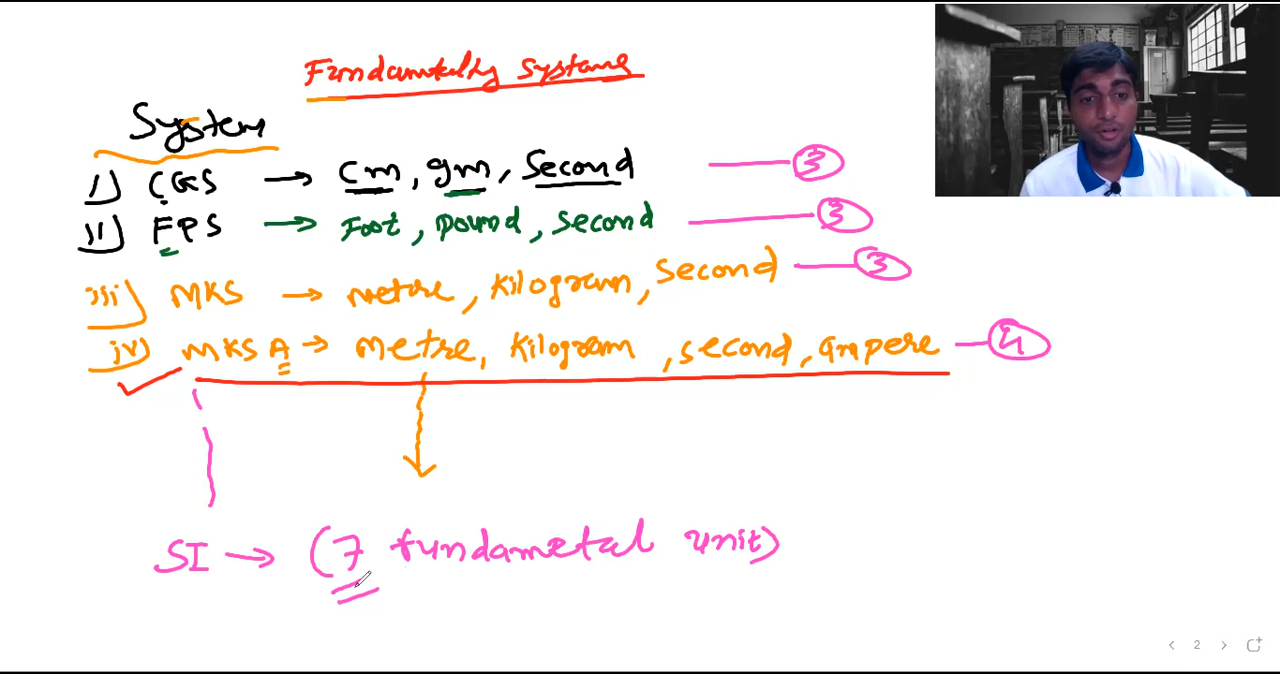 Fundamentally systems
System
i) CGS → cm, gm, second — 3
ii) FPS → Foot, pound, second — 3
iii) MKS → metre, kilogram, second — 3
iv) MKS A → metre, kilogram, second, ampere — 4
SI → (7 fundametal unit)
2